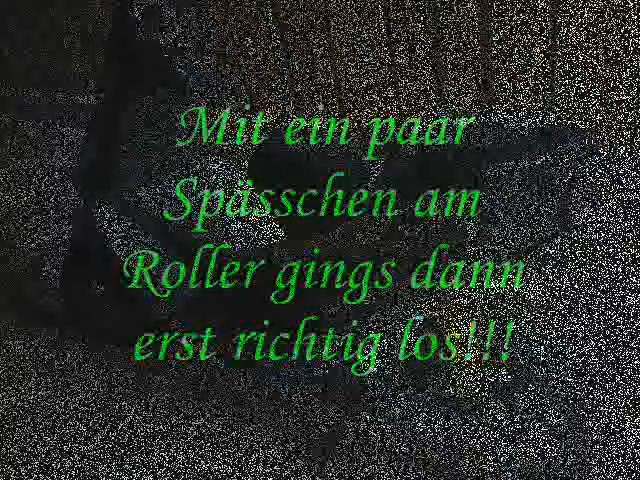 Mit ein paar
Spässchen am
Roller gings dann
erst richtig los!!!